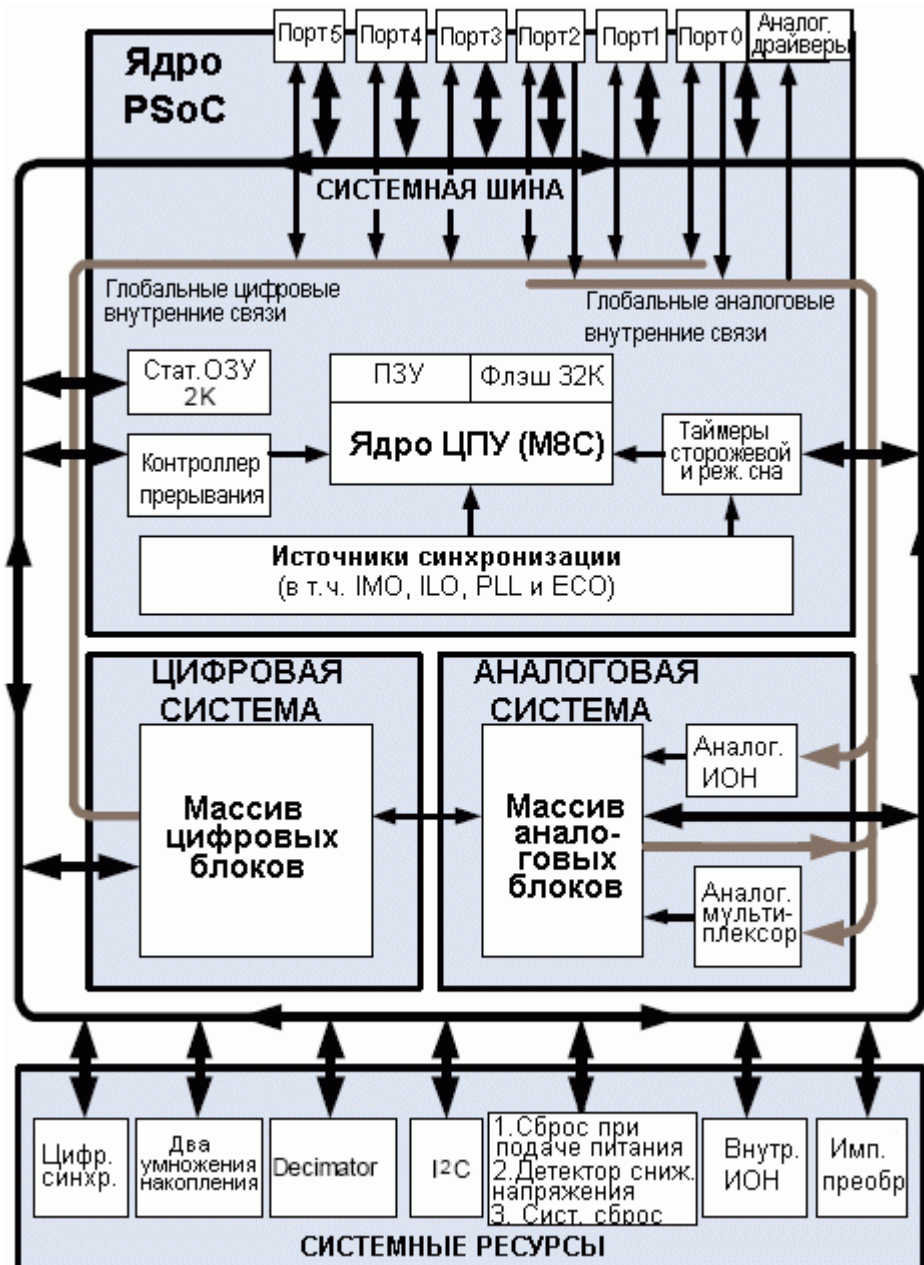 Порт5
Порт4
Порт3
Порт2
Порт1
Порт0
Аналог.
драйверы
Ядро
PSoC
СИСТЕМНАЯ ШИНА
Глобальные цифровые
внутренние связи
Глобальные аналоговые
внутренние связи
Стат.ОЗУ
2K
ПЗУ
Флэш 32К
Ядро ЦПУ (M8C)
Контроллер
прерывания
Таймеры
сторожевой
и реж. сна
Источники синхронизации
(в т.ч. IMO, ILO, PLL и ECO)
ЦИФРОВАЯ
СИСТЕМА
АНАЛОГОВАЯ
СИСТЕМА
Массив
цифровых
блоков
Массив
анало-
говых
блоков
Аналог.
ИОН
Аналог.
мульти-
плексор
Цифр.
синхр.
Два
умножения
накопления
Decimator
I2C
1.Сброс при
подаче питания
2.Детектор сниж.
напряжения
3. Сист. сброс
Внутр.
ИОН
Имп.
преобр
СИСТЕМНЫЕ РЕСУРСЫ